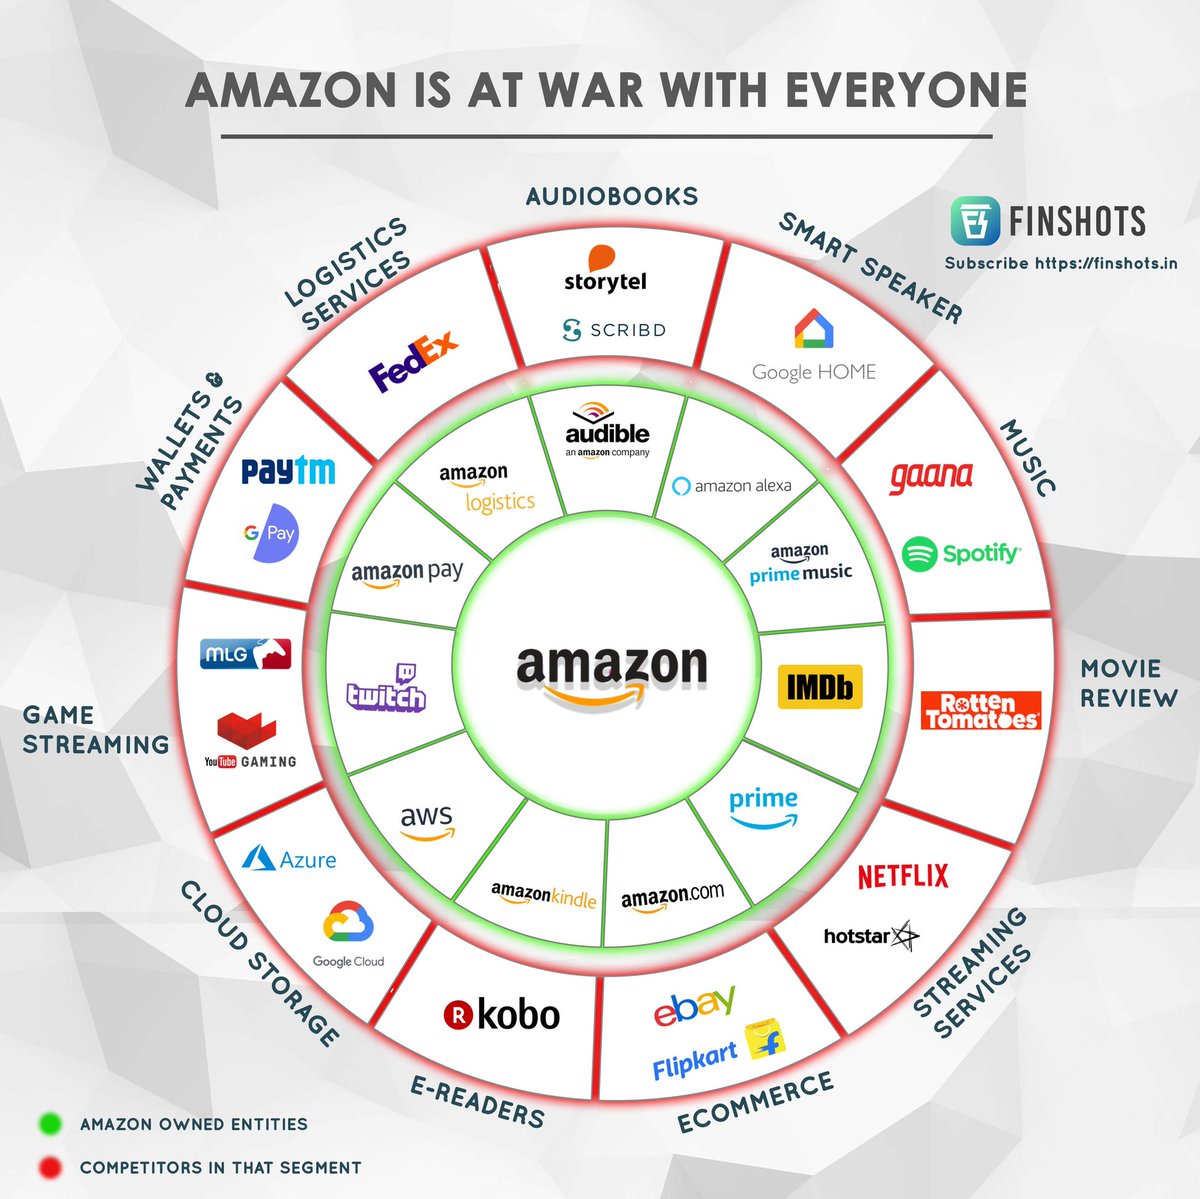 AMAZON IS AT WAR WITH EVERYONE
FINSHOTS
Subscribe https://finshots.in
AUDIOBOOKS
storytel
SCRIBD
audible
an amazon company
SMART SPEAKER
Google HOME
amazon alexa
MUSIC
gaana
Spotify
amazon
prime music
MOVIE
REVIEW
Rotten
Tomatoes
IMDb
STREAMING
SERVICES
NETFLIX
hotstar
prime
ECOMMERCE
ebay
Flipkart
amazon.com
E-READERS
R kobo
amazonkindle
CLOUD STORAGE
Azure
Google Cloud
aws
GAME
STREAMING
MLG
YouTube GAMING
twitch
WALLETS &
PAYMENTS
paytm
G Pay
amazon pay
LOGISTICS
SERVICES
FedEx
amazon
logistics
amazon
AMAZON OWNED ENTITIES
COMPETITORS IN THAT SEGMENT